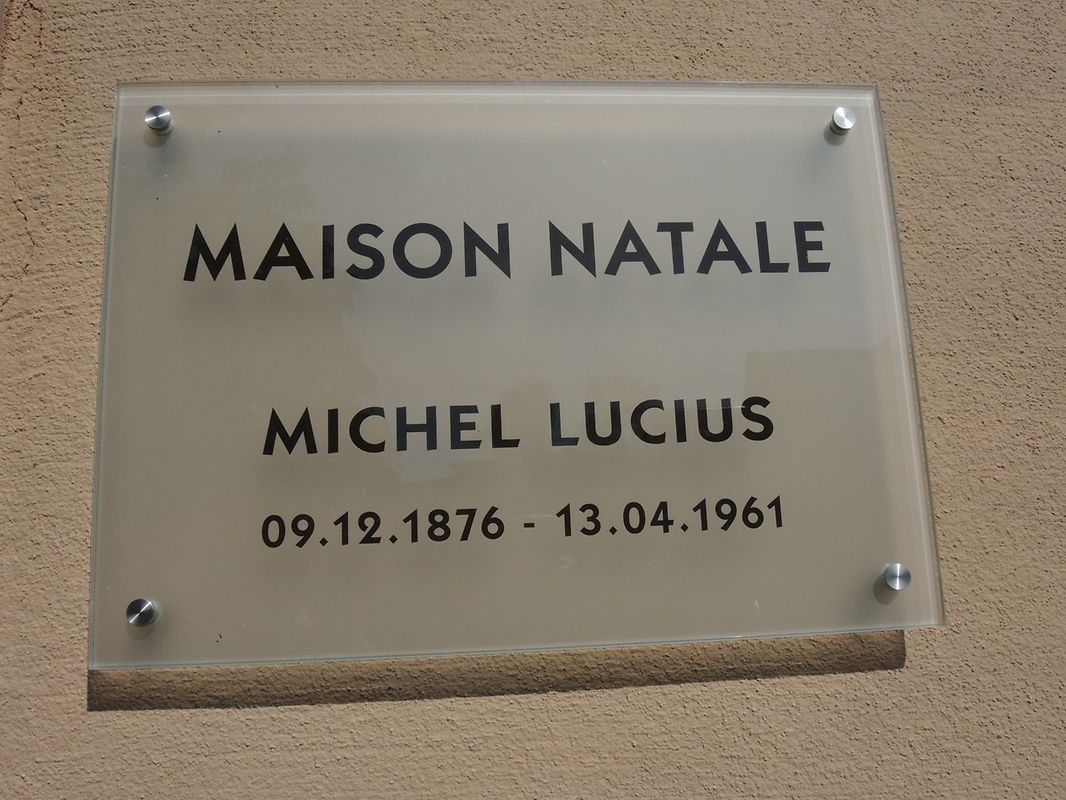 MAISON NATALE
MICHEL LUCIUS
09.12.1876 - 13.04.1961